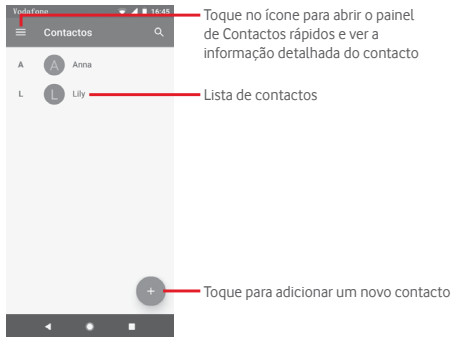 Vodafone 16:45
Contactos
A A Anna
L L Lily
Toque no ícone para abrir o painel
de Contactos rápidos e ver a
informação detalhada do contacto
Lista de contactos
Toque para adicionar um novo contacto